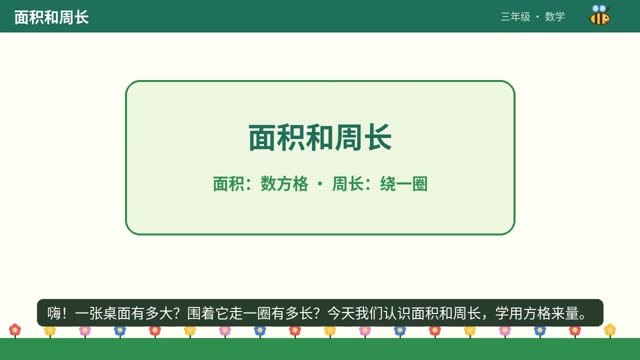 面积和周长
三年级 · 数学
面积和周长
面积：数方格 · 周长：绕一圈
嗨！一张桌面有多大？围着它走一圈有多长？今天我们认识面积和周长，学用方格来量。